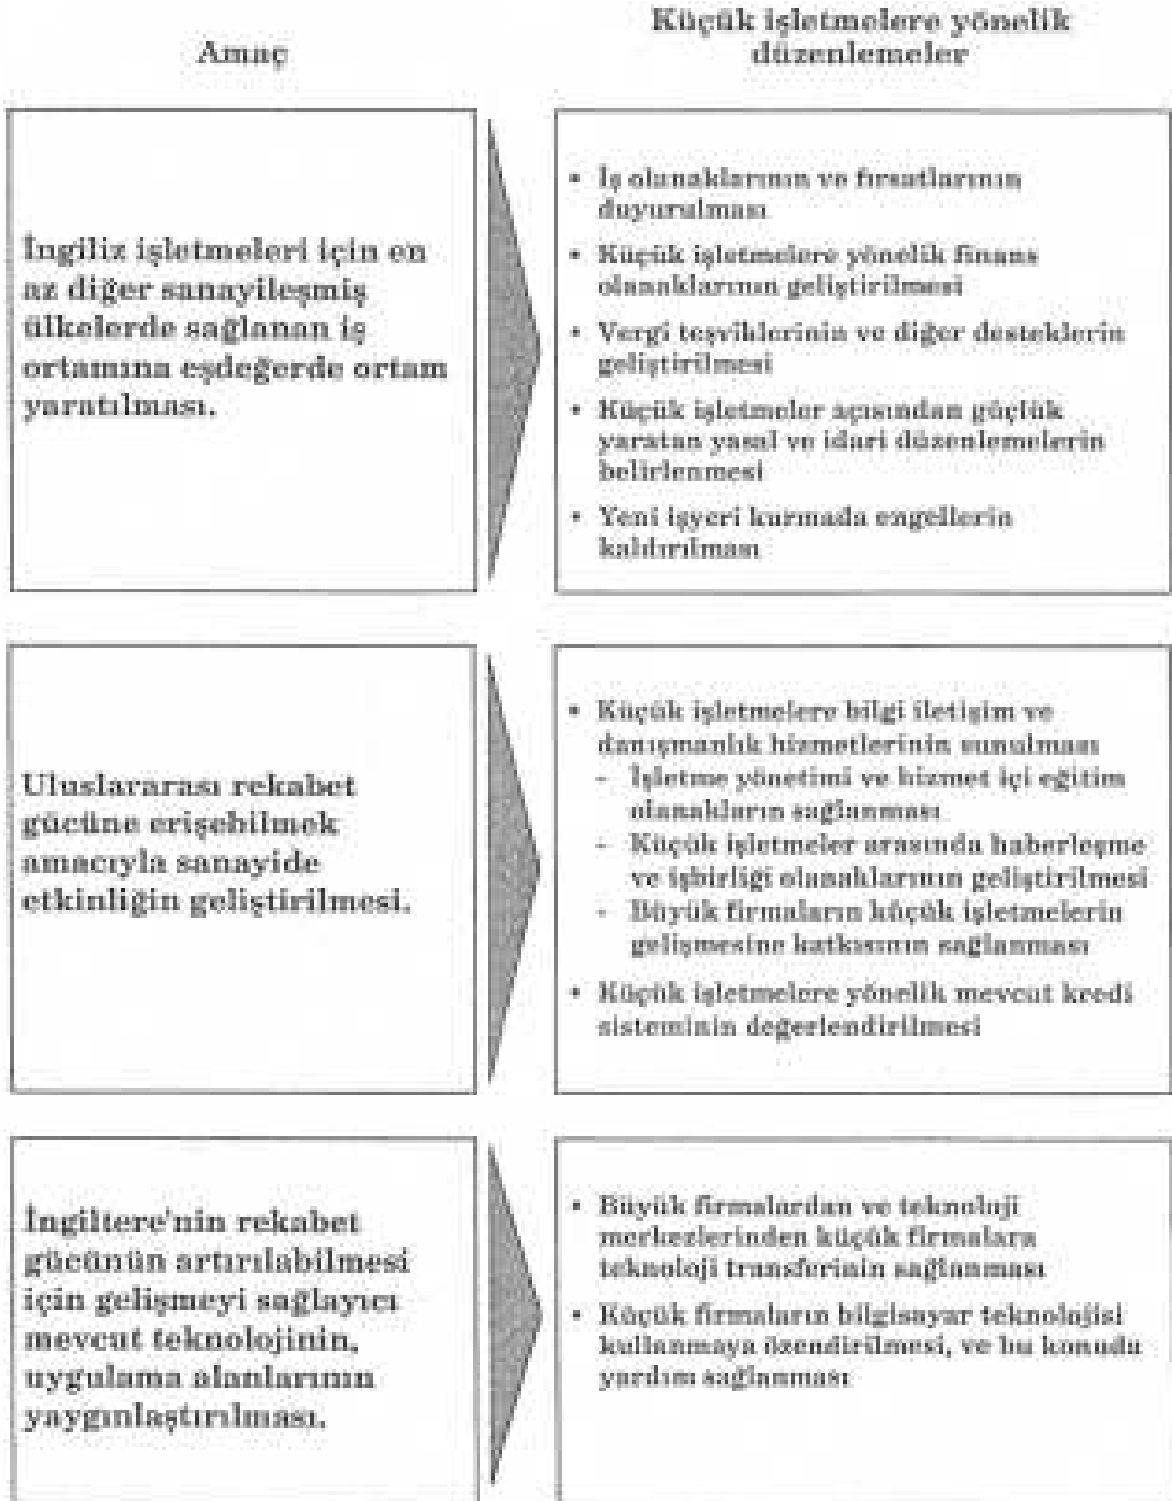 Amaç
Küçük işletmelere yönelik
düzenlemeler
İngiliz işletmeleri için en
az diğer sanayileşmiş
ülkelerde sağlanan iş
ortamına eşdeğerde ortam
yaratılması.
• İş olanaklarının ve fırsatlarının
duyurulması
• Küçük işletmelere yönelik finans
olanaklarının geliştirilmesi
• Vergi teşviklerinin ve diğer desteklerin
geliştirilmesi
• Küçük işletmeler açısından güçlük
yaratan yasal ve idari düzenlemelerin
belirlenmesi
• Yeni işyeri kurmada engellerin
kaldırılması
Uluslararası rekabet
gücüne erişebilmek
amacıyla sanayide
etkinliğin geliştirilmesi.
• Küçük işletmelere bilgi iletişim ve
danışmanlık hizmetlerinin sunulması
- İşletme yönetimi ve hizmet içi eğitim
olanakların sağlanması
- Küçük işletmeler arasında haberleşme
ve işbirliği olanaklarının geliştirilmesi
- Büyük firmaların küçük işletmelerin
gelişmesine katkısının sağlanması
• Küçük işletmelere yönelik mevcut kredi
sisteminin değerlendirilmesi
İngiltere'nin rekabet
gücünün artırılabilmesi
için gelişmeyi sağlayıcı
mevcut teknolojinin,
uygulama alanlarının
yaygınlaştırılması.
• Büyük firmalardan ve teknoloji
merkezlerinden küçük firmalara
teknoloji transferinin sağlanması
• Küçük firmaların bilgisayar teknolojisi
kullanmaya özendirilmesi, ve bu konuda
yardım sağlanması